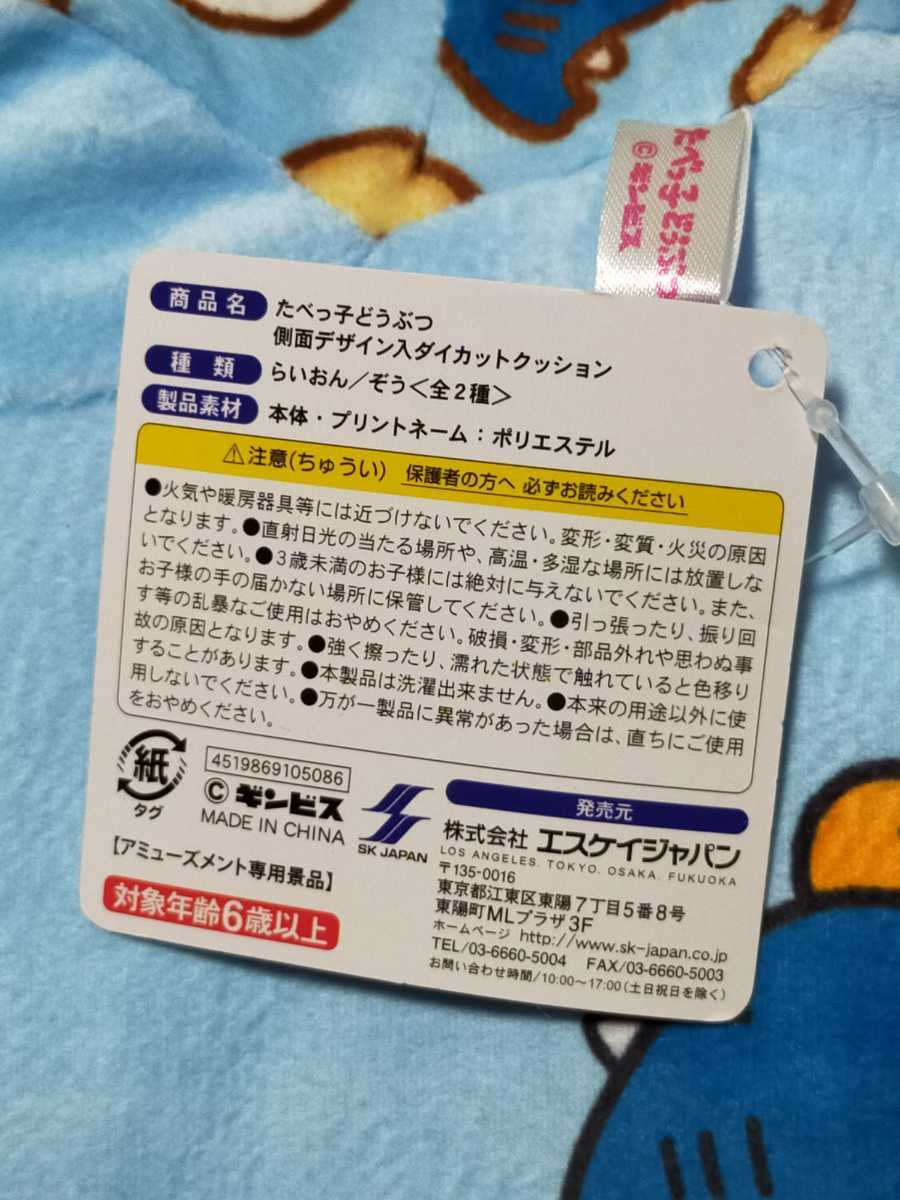 たべっ子どうぶつ
©ギンビス
商品名 たべっ子どうぶつ
側面デザイン入ダイカットクッション
種類 らいおん／ぞう＜全２種＞
製品素材 本体・プリントネーム：ポリエステル
⚠注意(ちゅうい) 保護者の方へ 必ずお読みください
●火気や暖房器具等には近づけないでください。変形・変質・火災の原因
となります。●直射日光の当たる場所や、高温・多湿な場所には放置しな
いでください。●3歳未満のお子様には絶対に与えないでください。また、
お子様の手の届かない場所に保管してください。●引っ張ったり、振り回
す等の乱暴なご使用はおやめください。破損・変形・部品外れや思わぬ事
故の原因となります。●強く擦ったり、濡れた状態で触れていると色移り
することがあります。●本製品は洗濯出来ません。●本来の用途以外に使
用しないでください。●万が一製品に異常があった場合は、直ちにご使用
をおやめください。
紙
タグ
4519869105086
©ギンビス
MADE IN CHINA
SK JAPAN
【アミューズメント専用景品】
対象年齢6歳以上
発売元
株式会社 エスケイジャパン
LOS ANGELES. TOKYO. OSAKA. FUKUOKA
〒135-0016
東京都江東区東陽７丁目５番８号
東陽町MLプラザ3F
ホームページ http://www.sk-japan.co.jp
TEL/03-6660-5004 FAX/03-6660-5003
お問い合わせ時間/10:00〜17:00(土日祝日を除く)